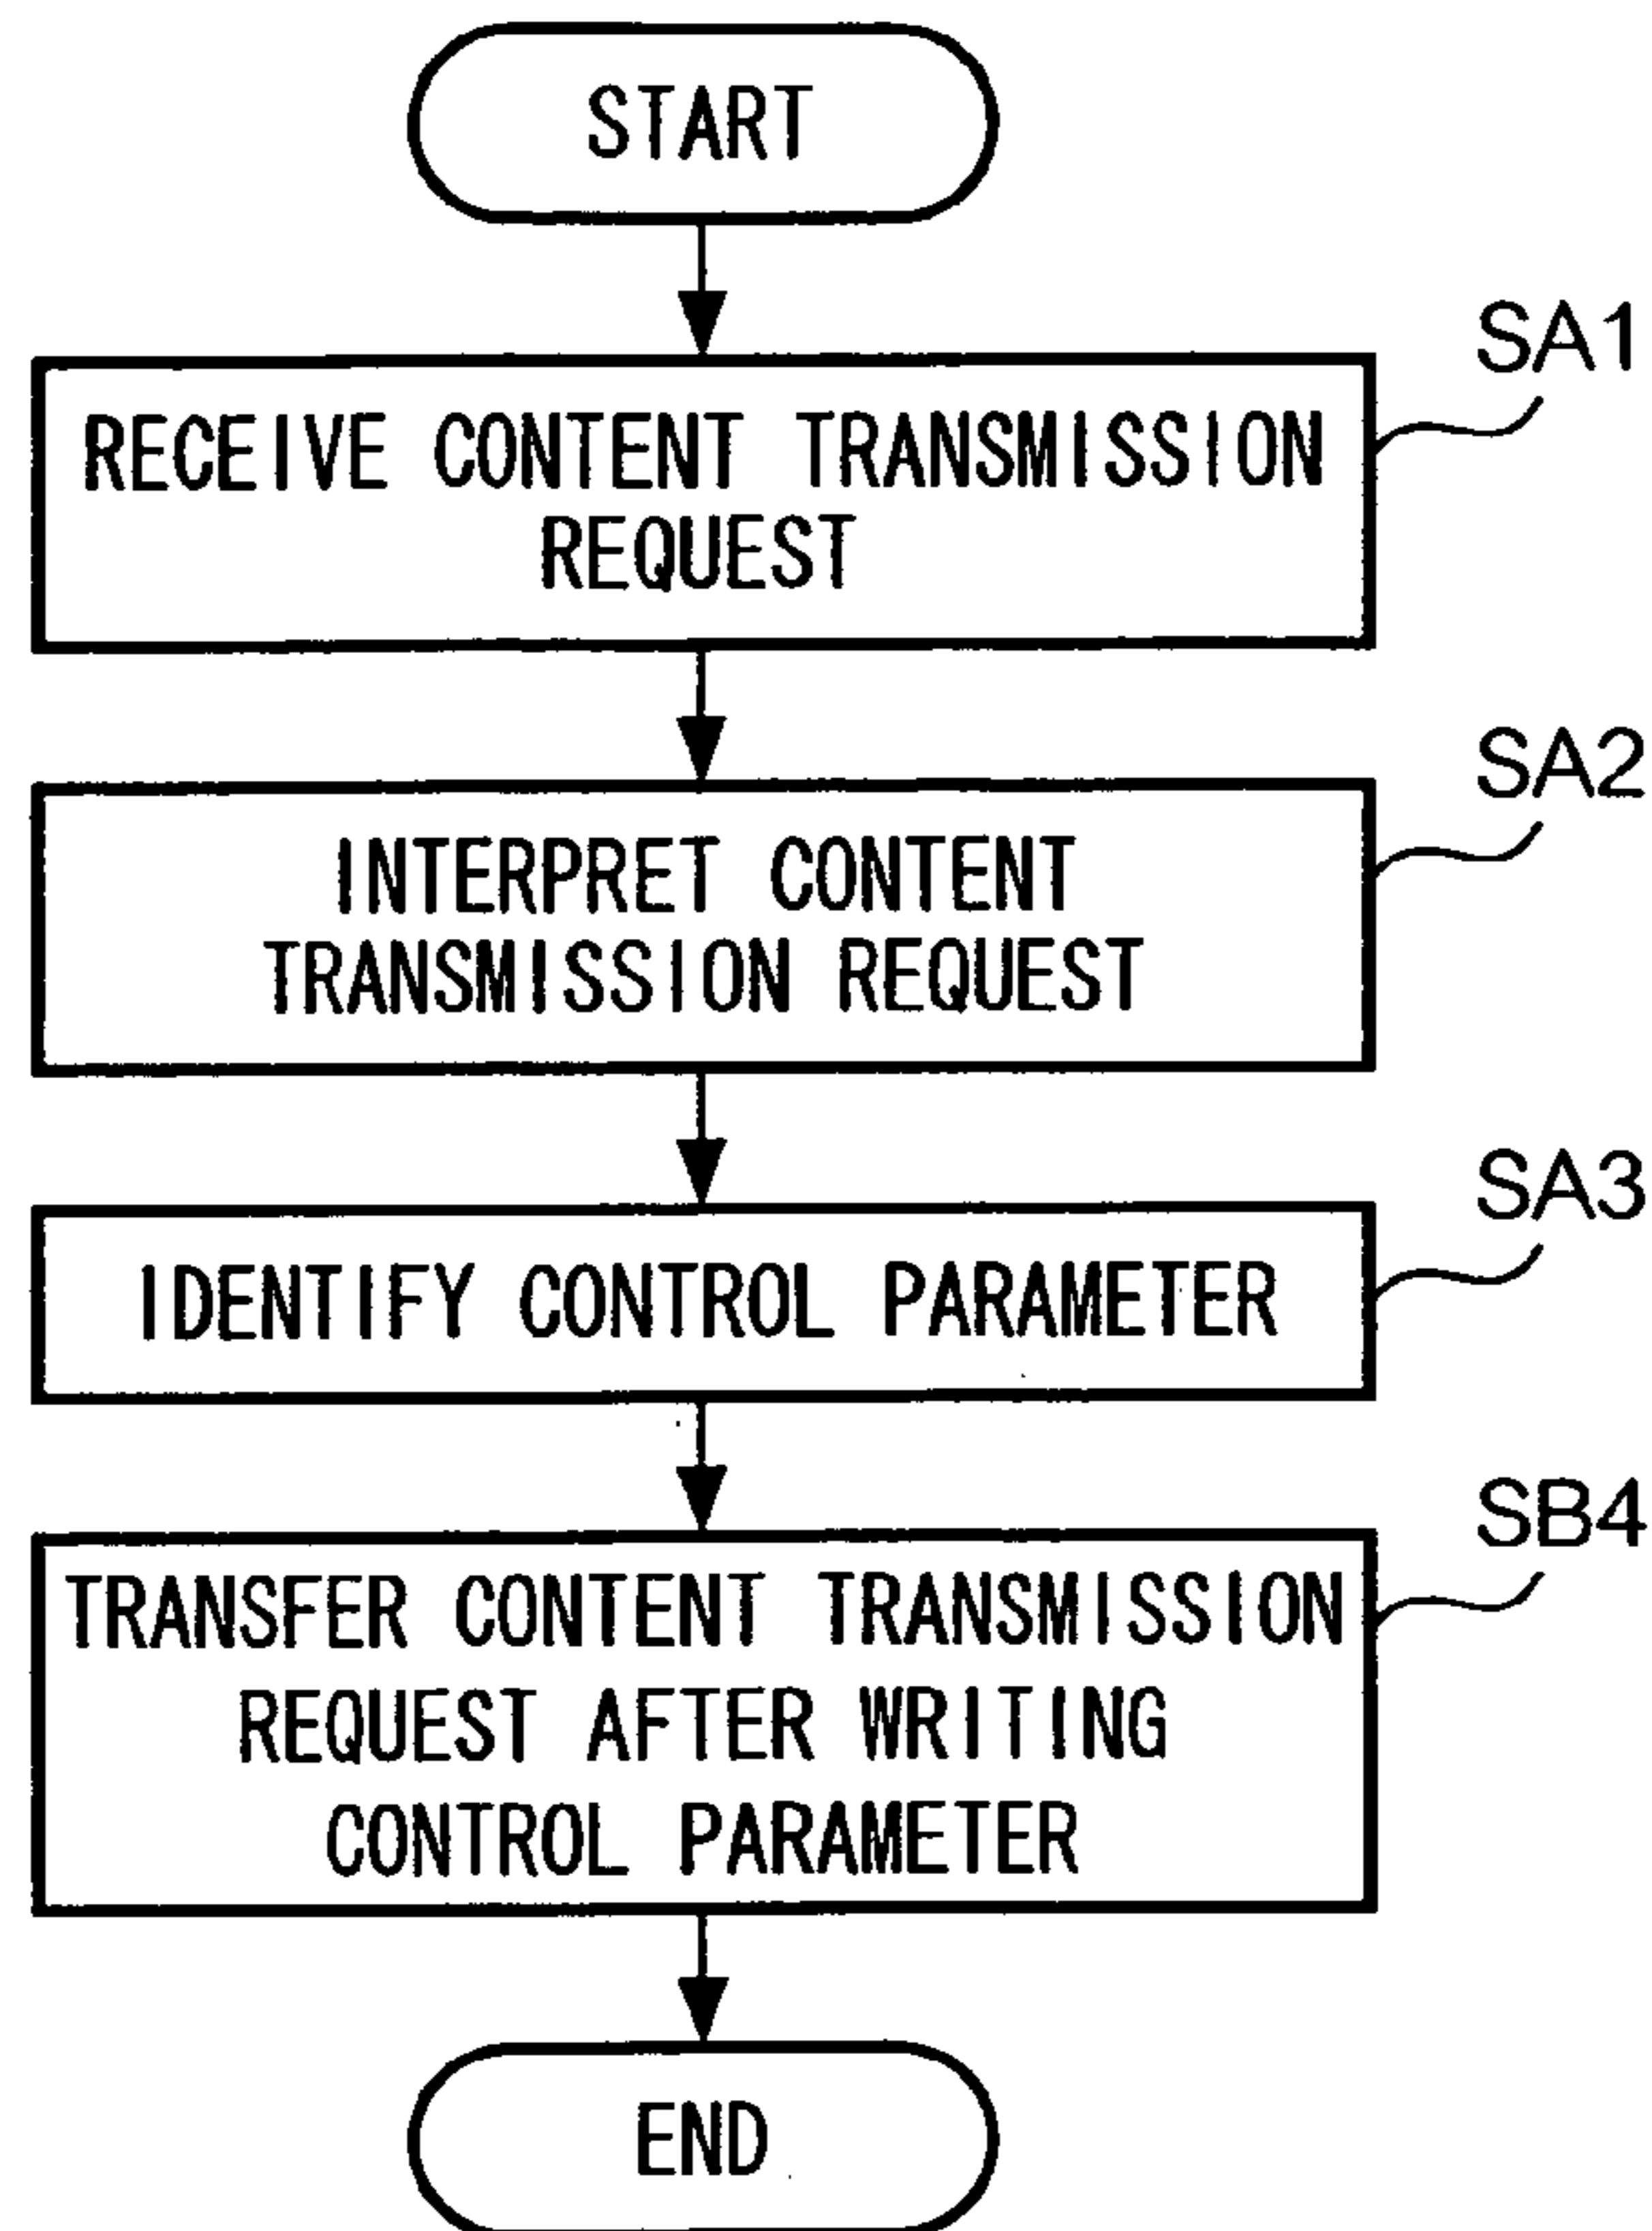 START
SA1
RECEIVE CONTENT TRANSMISSION
REQUEST
SA2
INTERPRET CONTENT
TRANSMISSION REQUEST
SA3
IDENTIFY CONTROL PARAMETER
SB4
TRANSFER CONTENT TRANSMISSION
REQUEST AFTER WRITING
CONTROL PARAMETER
END